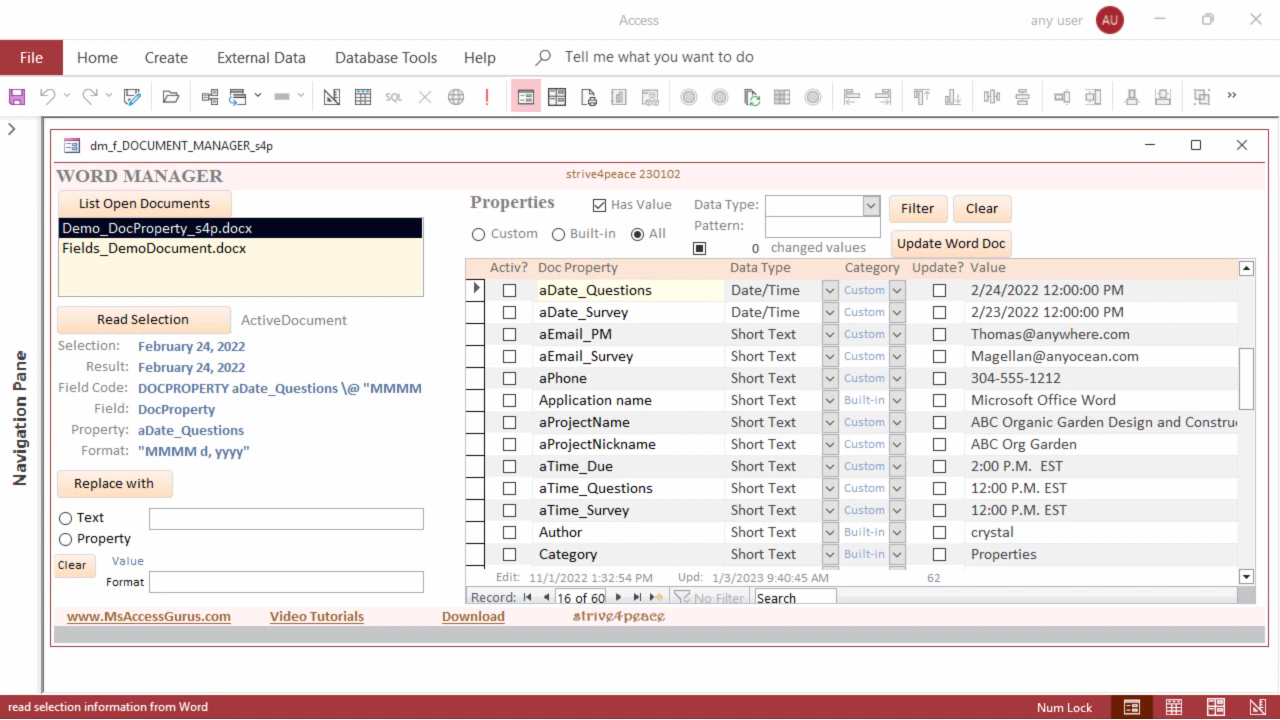 Access
any user AU
File Home Create External Data Database Tools Help Tell me what you want to do
SQL
dm_f_DOCUMENT_MANAGER_s4p
WORD MANAGER
strive4peace 230102
List Open Documents
Demo_DocProperty_s4p.docx
Fields_DemoDocument.docx
Read Selection ActiveDocument
Selection: February 24, 2022
Result: February 24, 2022
Field Code: DOCPROPERTY aDate_Questions \@ "MMMM
Field: DocProperty
Property: aDate_Questions
Format: "MMMM d, yyyy"
Replace with
Text
Property
Clear Value
Format
Properties Has Value Data Type: Filter Clear
Pattern:
Custom Built-in All
0 changed values Update Word Doc
Activ? Doc Property Data Type Category Update? Value
aDate_Questions Date/Time Custom 2/24/2022 12:00:00 PM
aDate_Survey Date/Time Custom 2/23/2022 12:00:00 PM
aEmail_PM Short Text Custom Thomas@anywhere.com
aEmail_Survey Short Text Custom Magellan@anyocean.com
aPhone Short Text Custom 304-555-1212
Application name Short Text Built-in Microsoft Office Word
aProjectName Short Text Custom ABC Organic Garden Design and Constru
aProjectNickname Short Text Custom ABC Org Garden
aTime_Due Short Text Custom 2:00 P.M. EST
aTime_Questions Short Text Custom 12:00 P.M. EST
aTime_Survey Short Text Custom 12:00 P.M. EST
Author Short Text Built-in crystal
Category Short Text Built-in Properties
Edit: 11/1/2022 1:32:54 PM Upd: 1/3/2023 9:40:45 AM 62
Record: 16 of 60 No Filter Search
www.MsAccessGurus.com Video Tutorials Download strive4peace
Navigation Pane
read selection information from Word Num Lock